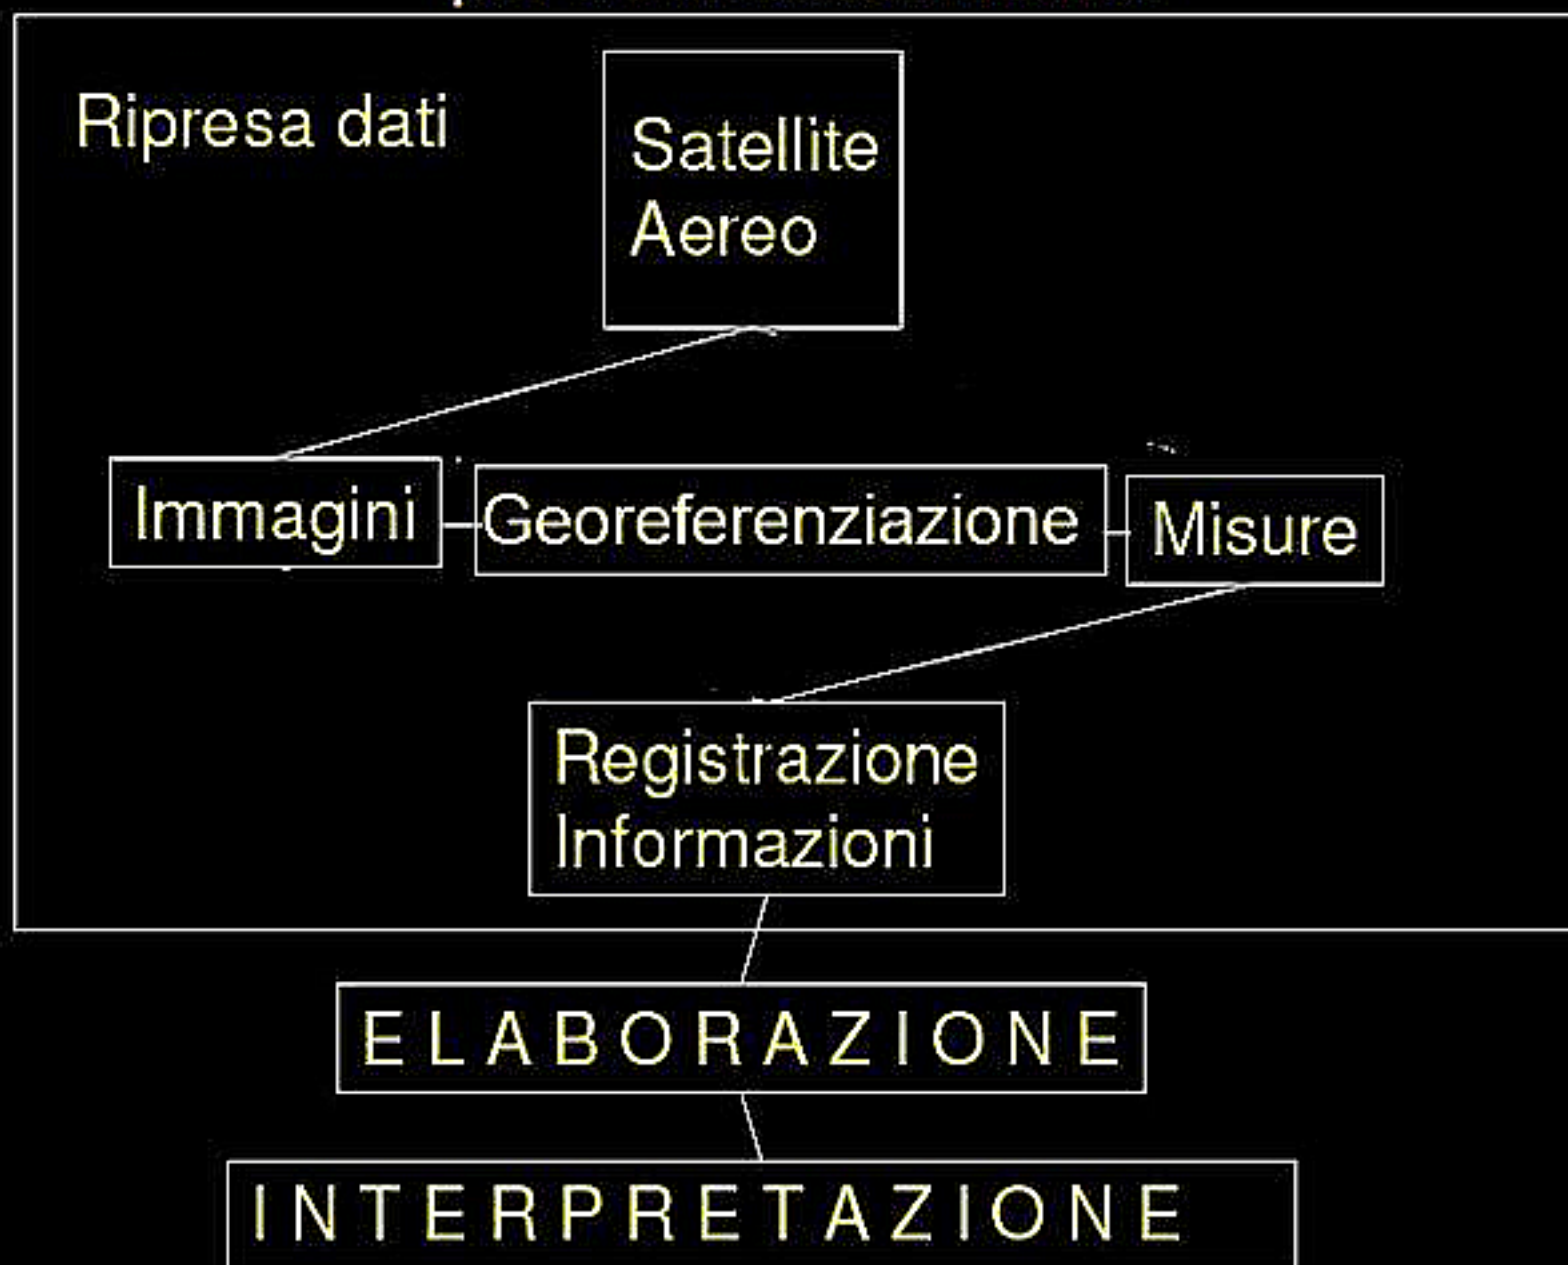 Ripresa dati
Satellite
Aereo
Immagini
Georeferenziazione
Misure
Registrazione
Informazioni
ELABORAZIONE
INTERPRETAZIONE